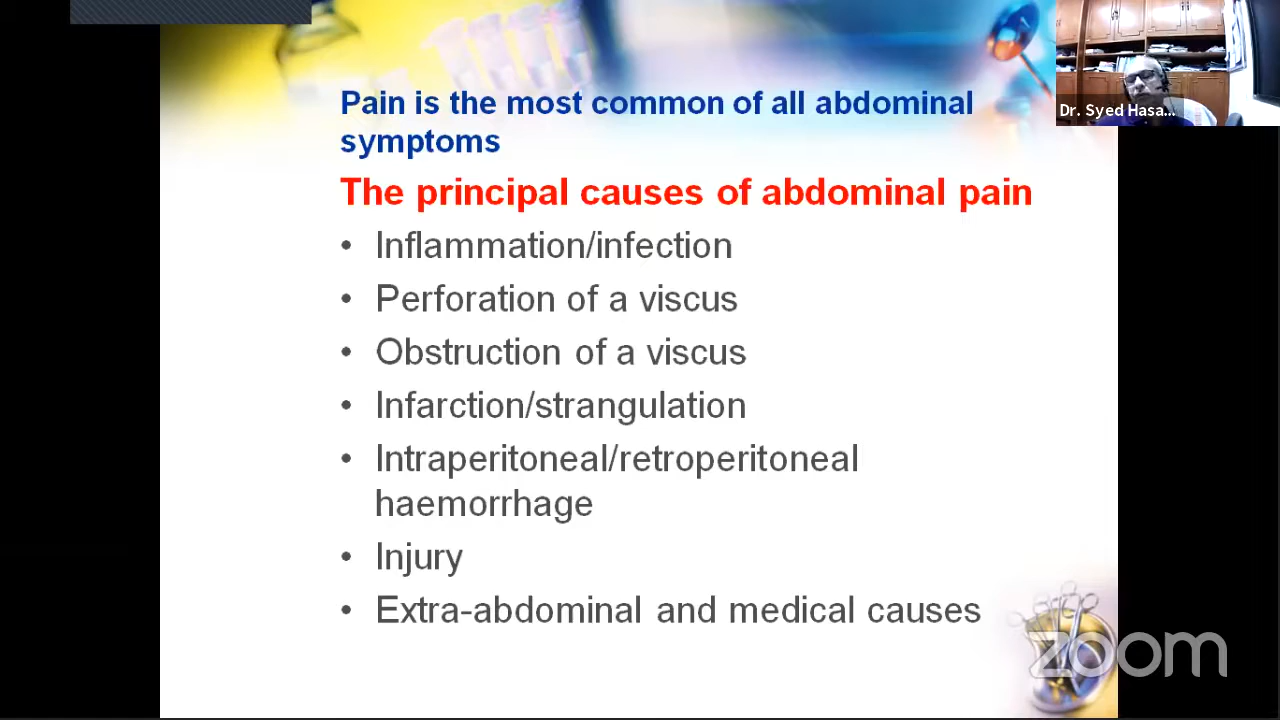 Pain is the most common of all abdominal
symptoms
The principal causes of abdominal pain
• Inflammation/infection
• Perforation of a viscus
• Obstruction of a viscus
• Infarction/strangulation
• Intraperitoneal/retroperitoneal
haemorrhage
• Injury
• Extra-abdominal and medical causes
Dr. Syed Hasa...
zoom